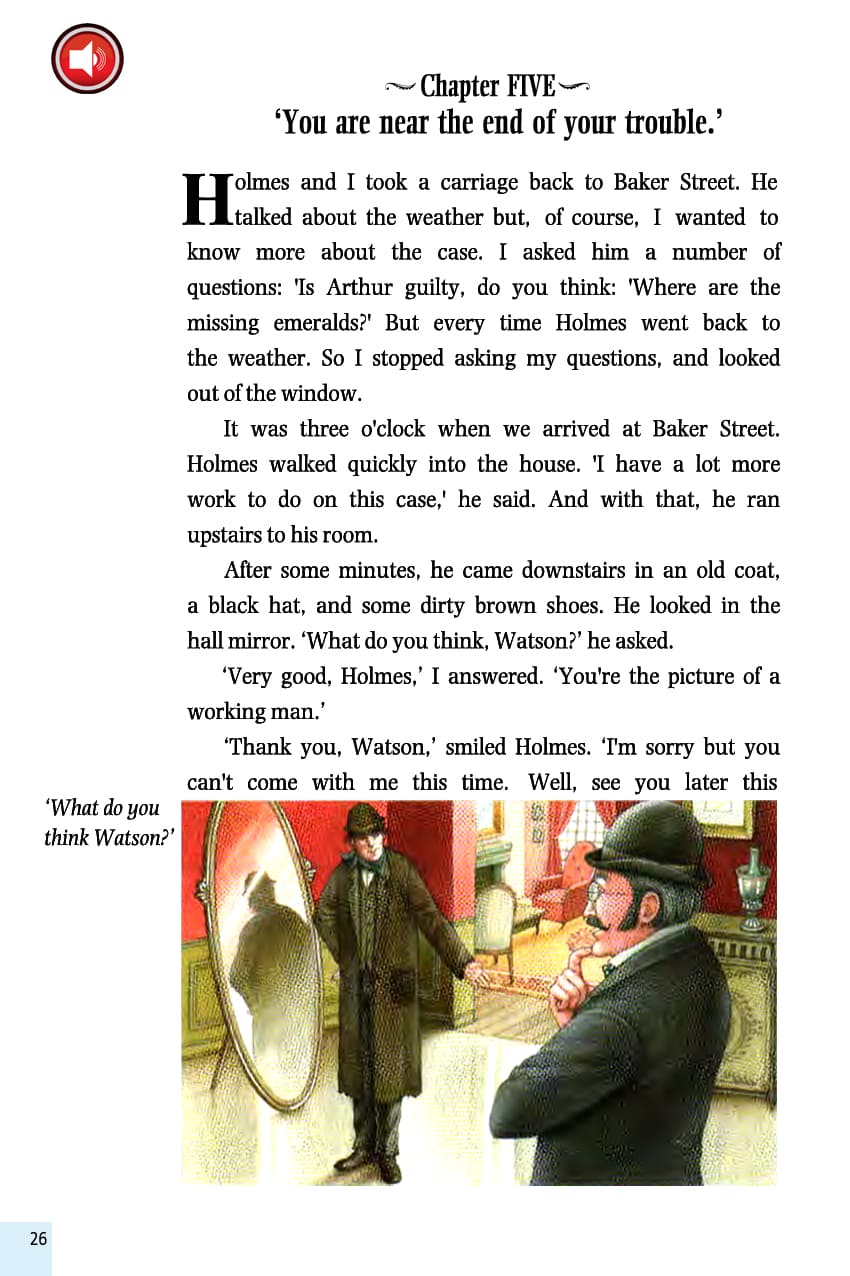 Chapter FIVE
‘You are near the end of your trouble.’
Holmes and I took a carriage back to Baker Street. He
talked about the weather but, of course, I wanted to
know more about the case. I asked him a number of
questions: 'Is Arthur guilty, do you think: 'Where are the
missing emeralds?' But every time Holmes went back to
the weather. So I stopped asking my questions, and looked
out of the window.
It was three o'clock when we arrived at Baker Street.
Holmes walked quickly into the house. 'I have a lot more
work to do on this case,' he said. And with that, he ran
upstairs to his room.
After some minutes, he came downstairs in an old coat,
a black hat, and some dirty brown shoes. He looked in the
hall mirror. ‘What do you think, Watson?’ he asked.
‘Very good, Holmes,’ I answered. ‘You're the picture of a
working man.’
‘Thank you, Watson,’ smiled Holmes. ‘I'm sorry but you
can't come with me this time. Well, see you later this
‘What do you
think Watson?’
26